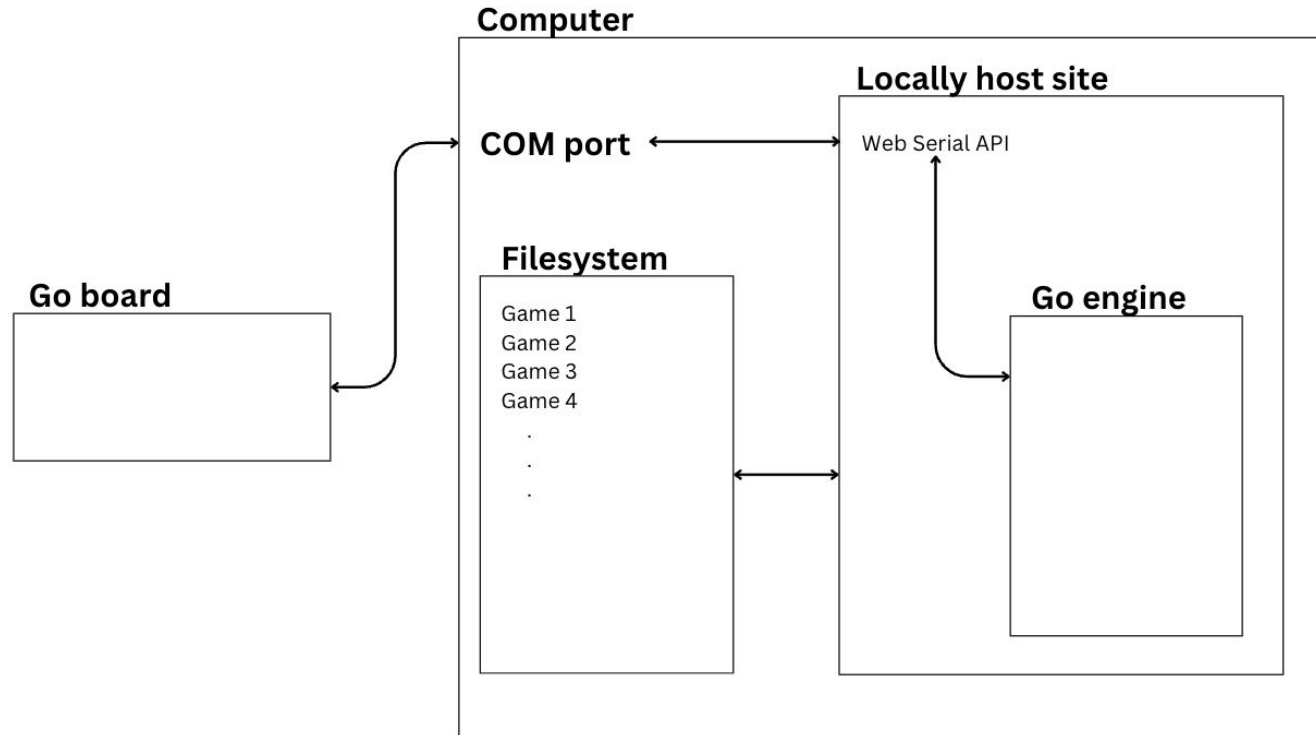 Computer
Locally host site
COM port
Web Serial API
Filesystem
Go board
Game 1
Game 2
Game 3
Game 4
.
.
.
Go engine